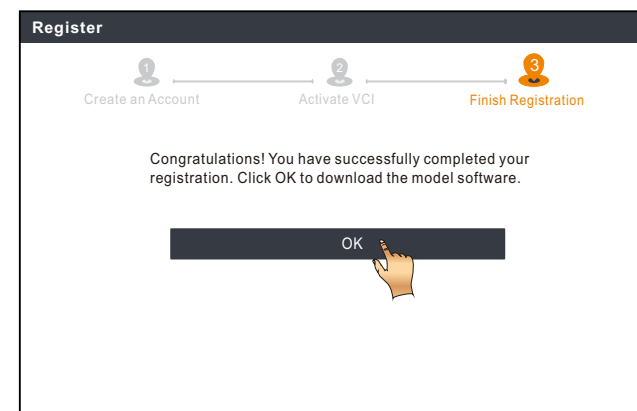 Register
1
2
3
Create an Account
Activate VCI
Finish Registration
Congratulations! You have successfully completed your
registration. Click OK to download the model software.
OK